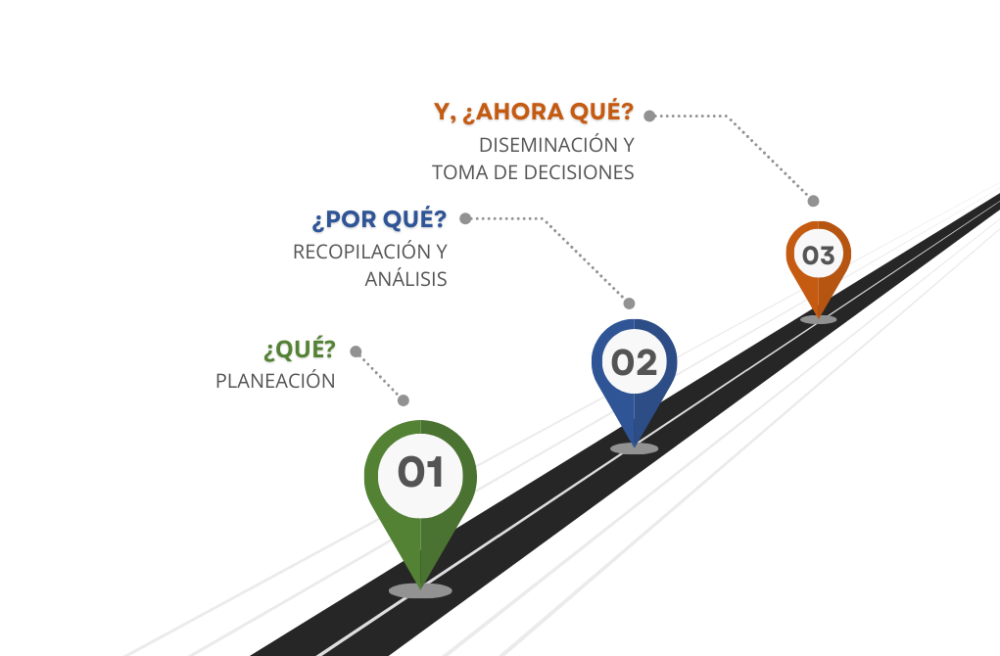 Y, ¿AHORA QUÉ?
DISEMINACIÓN Y
TOMA DE DECISIONES
¿POR QUÉ?
RECOPILACIÓN Y
ANÁLISIS
03
¿QUÉ?
PLANEACIÓN
02
01